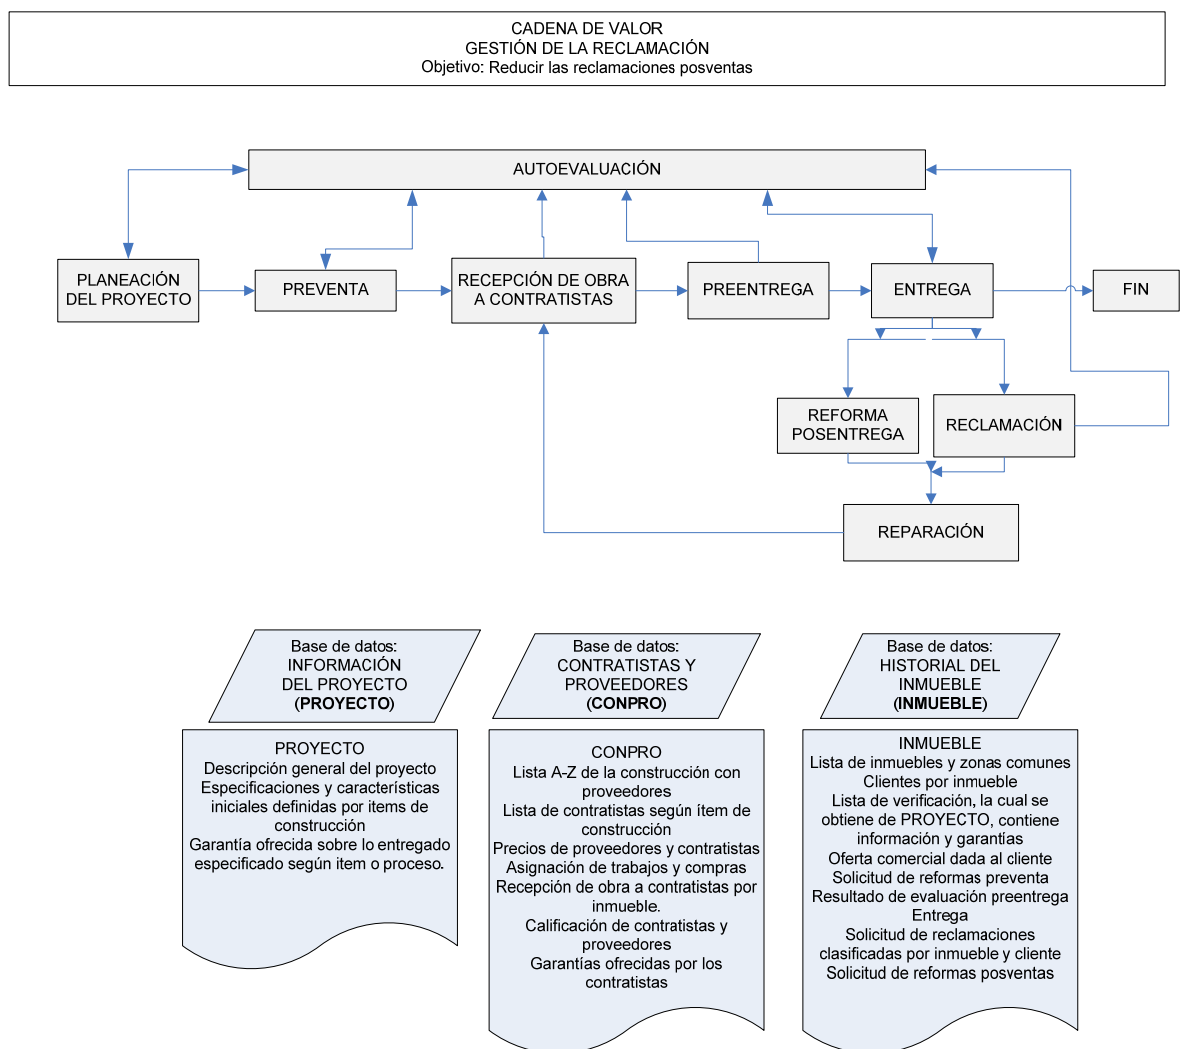 CADENA DE VALOR
GESTIÓN DE LA RECLAMACIÓN
Objetivo: Reducir las reclamaciones posventas
AUTOEVALUACIÓN
PLANEACIÓN
DEL PROYECTO
PREVENTA
RECEPCIÓN DE OBRA
A CONTRATISTAS
PREENTREGA
ENTREGA
FIN
REFORMA
POSENTREGA
RECLAMACIÓN
REPARACIÓN
Base de datos:
INFORMACIÓN
DEL PROYECTO
(PROYECTO)
Base de datos:
CONTRATISTAS Y
PROVEEDORES
(CONPRO)
Base de datos:
HISTORIAL DEL
INMUEBLE
(INMUEBLE)
PROYECTO
Descripción general del proyecto
Especificaciones y características
iniciales definidas por items de
construcción
Garantía ofrecida sobre lo entregado
especificado según item o proceso.
CONPRO
Lista A-Z de la construcción con
proveedores
Lista de contratistas según ítem de
construcción
Precios de proveedores y contratistas
Asignación de trabajos y compras
Recepción de obra a contratistas por
inmueble.
Calificación de contratistas y
proveedores
Garantías ofrecidas por los
contratistas
INMUEBLE
Lista de inmuebles y zonas comunes
Clientes por inmueble
Lista de verificación, la cual se
obtiene de PROYECTO, contiene
información y garantías
Oferta comercial dada al cliente
Solicitud de reformas preventa
Resultado de evaluación preentrega
Entrega
Solicitud de reclamaciones
clasificadas por inmueble y cliente
Solicitud de reformas posventas